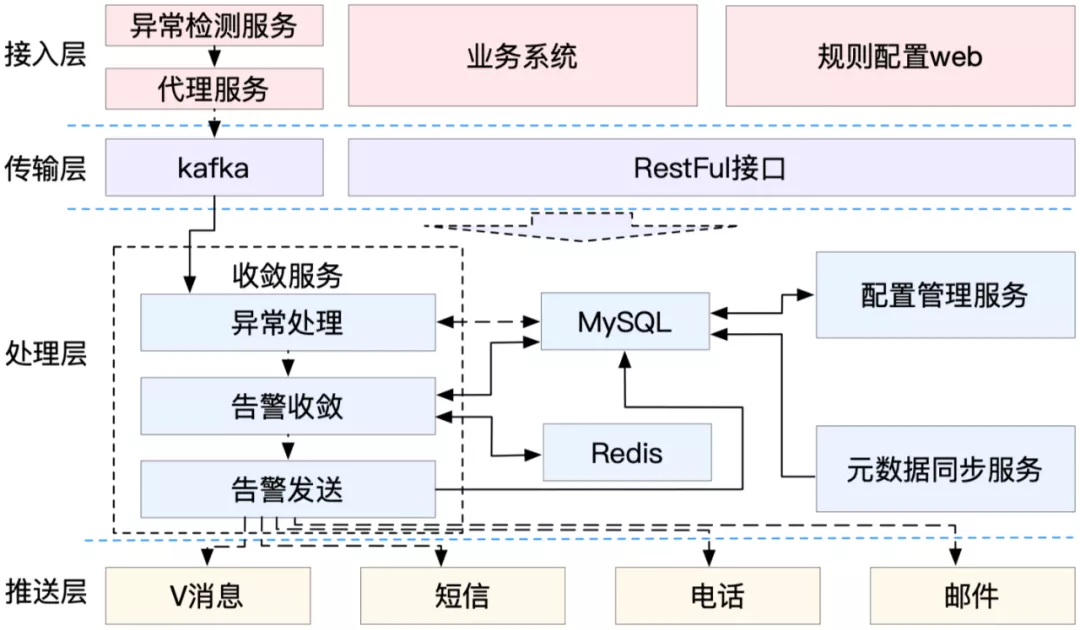 接入层
异常检测服务
代理服务
业务系统
规则配置web
传输层
kafka
RestFul接口
处理层
收敛服务
异常处理
告警收敛
告警发送
MySQL
Redis
配置管理服务
元数据同步服务
推送层
V消息
短信
电话
邮件